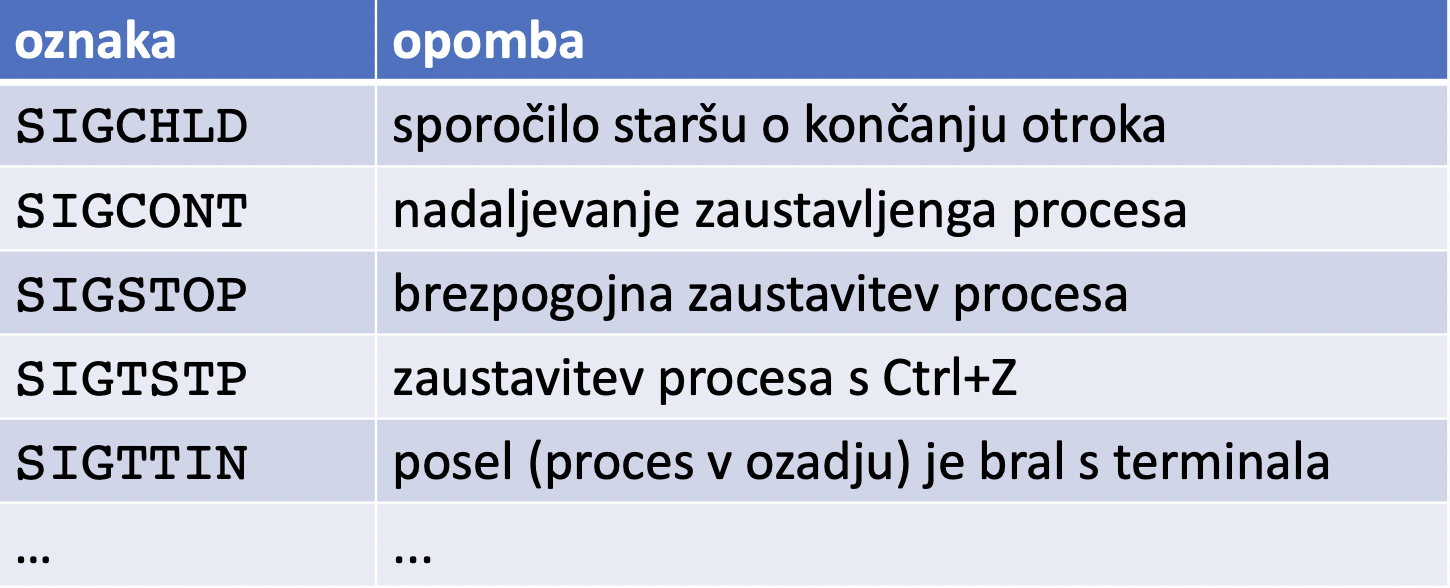 oznaka opomba
SIGCHLD sporočilo staršu o končanju otroka
SIGCONT nadaljevanje zaustavljenga procesa
SIGSTOP brezpogojna zaustavitev procesa
SIGTSTP zaustavitev procesa s Ctrl+Z
SIGTTIN posel (proces v ozadju) je bral s terminala
... ...